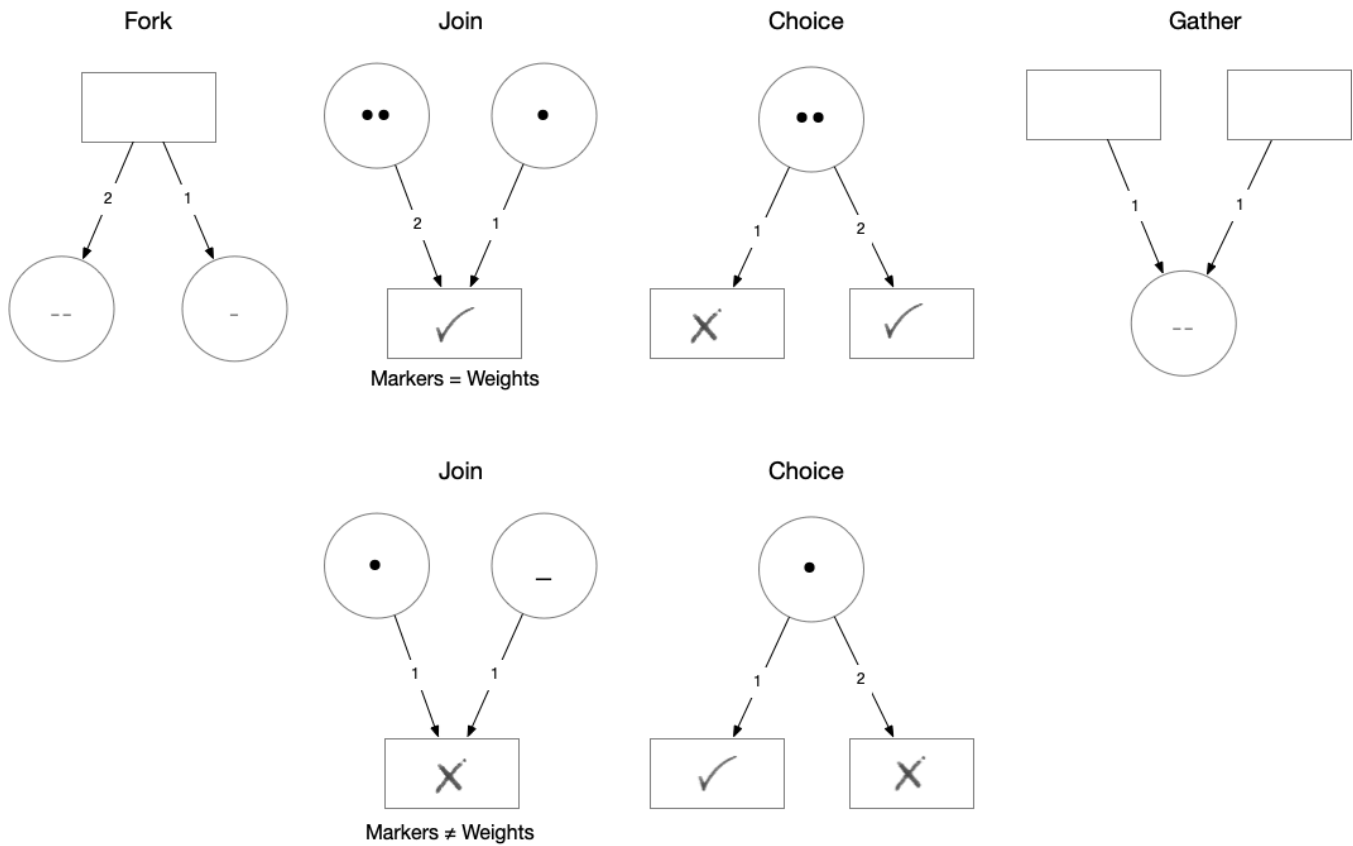 Fork
Join
Choice
Gather
2
1
2
1
1
2
1
1
-- 
-
--
Markers = Weights
Join
Choice
_
1
1
1
2
Markers ≠ Weights